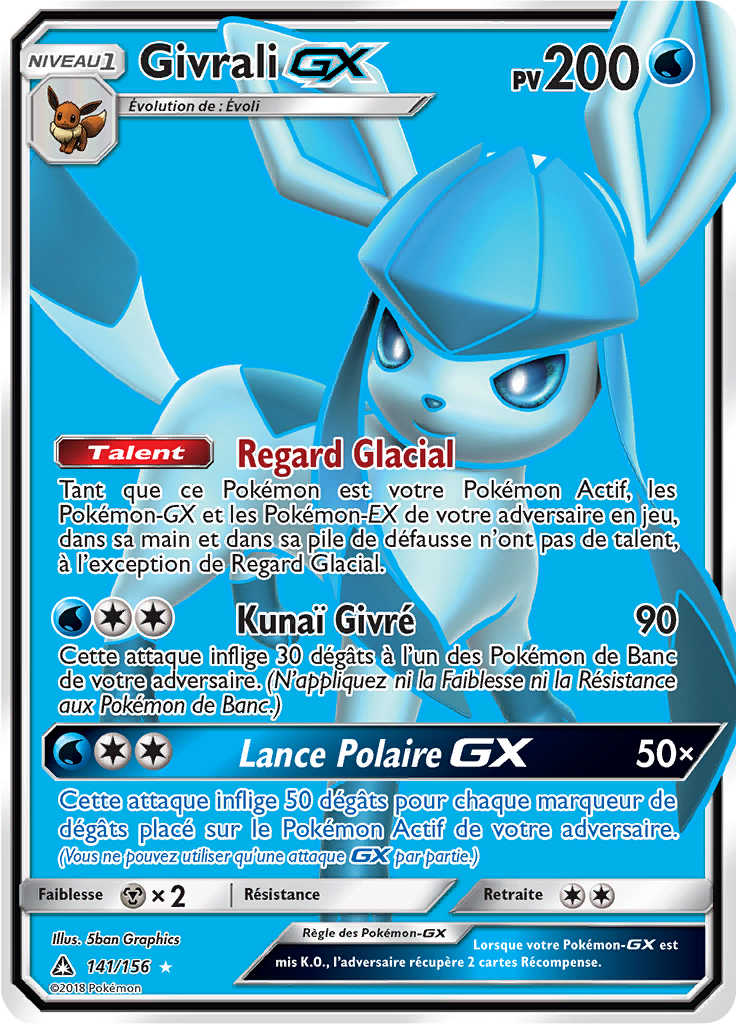 NIVEAU 1
Givrali GX
PV 200
Évolution de : Évoli
Talent Regard Glacial
Tant que ce Pokémon est votre Pokémon Actif, les
Pokémon-GX et les Pokémon-EX de votre adversaire en jeu,
dans sa main et dans sa pile de défausse n'ont pas de talent,
à l'exception de Regard Glacial.
Kunaï Givré 90
Cette attaque inflige 30 dégâts à l'un des Pokémon de Banc
de votre adversaire. (N'appliquez ni la Faiblesse ni la Résistance
aux Pokémon de Banc.)
Lance Polaire GX 50×
Cette attaque inflige 50 dégâts pour chaque marqueur de
dégâts placé sur le Pokémon Actif de votre adversaire.
(Vous ne pouvez utiliser qu'une attaque GX par partie.)
Faiblesse × 2 Résistance Retraite
Illus. 5ban Graphics
141/156
©2018 Pokémon
Règle des Pokémon-GX
Lorsque votre Pokémon-GX est
mis K.O., l'adversaire récupère 2 cartes Récompense.